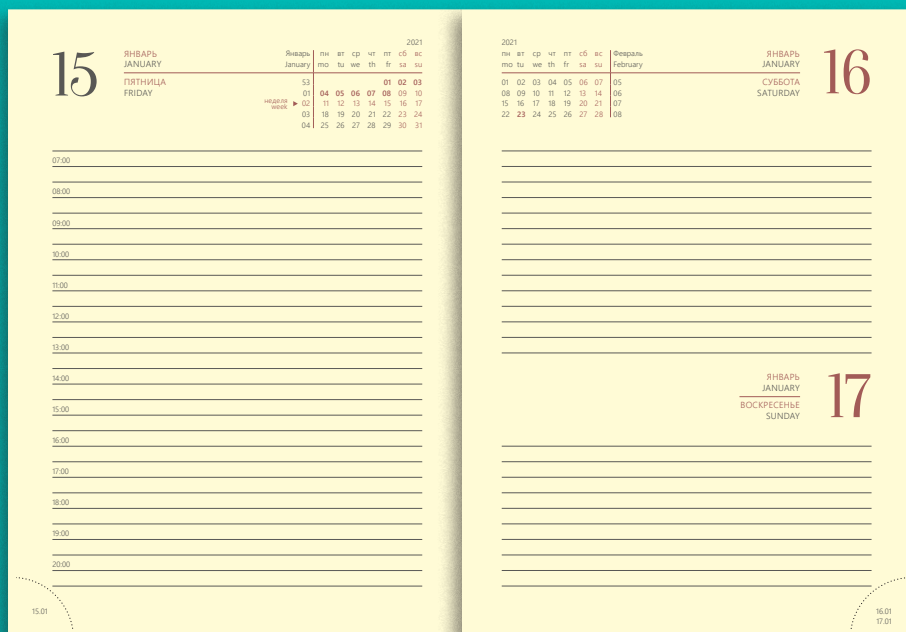 15
ЯНВАРЬ
JANUARY
ПЯТНИЦА
FRIDAY
2021
Январь пн вт ср чт пт сб вс
January mo tu we th fr sa su
53 01 02 03
01 04 05 06 07 08 09 10
неделя
week
02 11 12 13 14 15 16 17
03 18 19 20 21 22 23 24
04 25 26 27 28 29 30 31
07:00
08:00
09:00
10:00
11:00
12:00
13:00
14:00
15:00
16:00
17:00
18:00
19:00
20:00
15.01
2021
пн вт ср чт пт сб вс Февраль
mo tu we th fr sa su February
01 02 03 04 05 06 07 05
08 09 10 11 12 13 14 06
15 16 17 18 19 20 21 07
22 23 24 25 26 27 28 08
ЯНВАРЬ
JANUARY
СУББОТА
SATURDAY
16
ЯНВАРЬ
JANUARY
ВОСКРЕСЕНЬЕ
SUNDAY
17
16.01
17.01